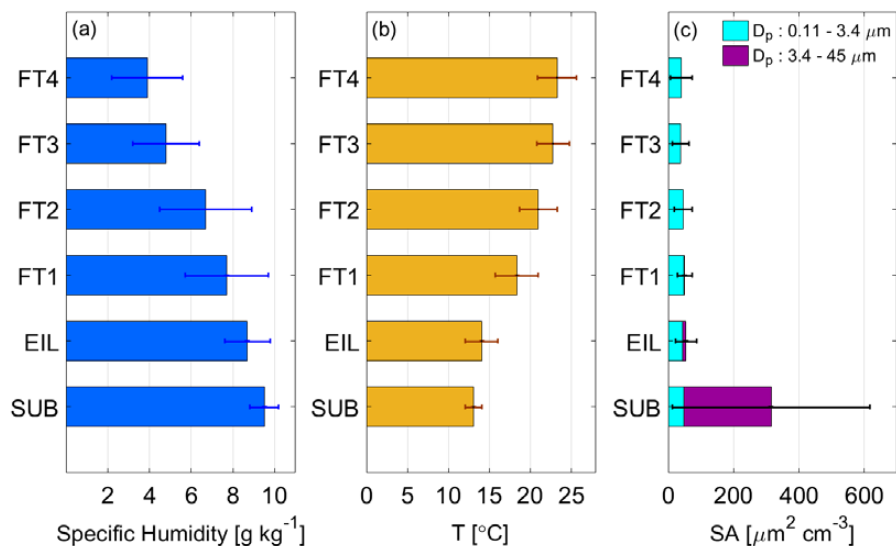 (a)
FT4
FT3
FT2
FT1
EIL
SUB
0 2 4 6 8 10
Specific Humidity [g kg⁻¹]
(b)
FT4
FT3
FT2
FT1
EIL
SUB
0 5 10 15 20 25
T [°C]
(c)
Dₚ : 0.11 - 3.4 μm
Dₚ : 3.4 - 45 μm
FT4
FT3
FT2
FT1
EIL
SUB
0 200 400 600
SA [μm² cm⁻³]